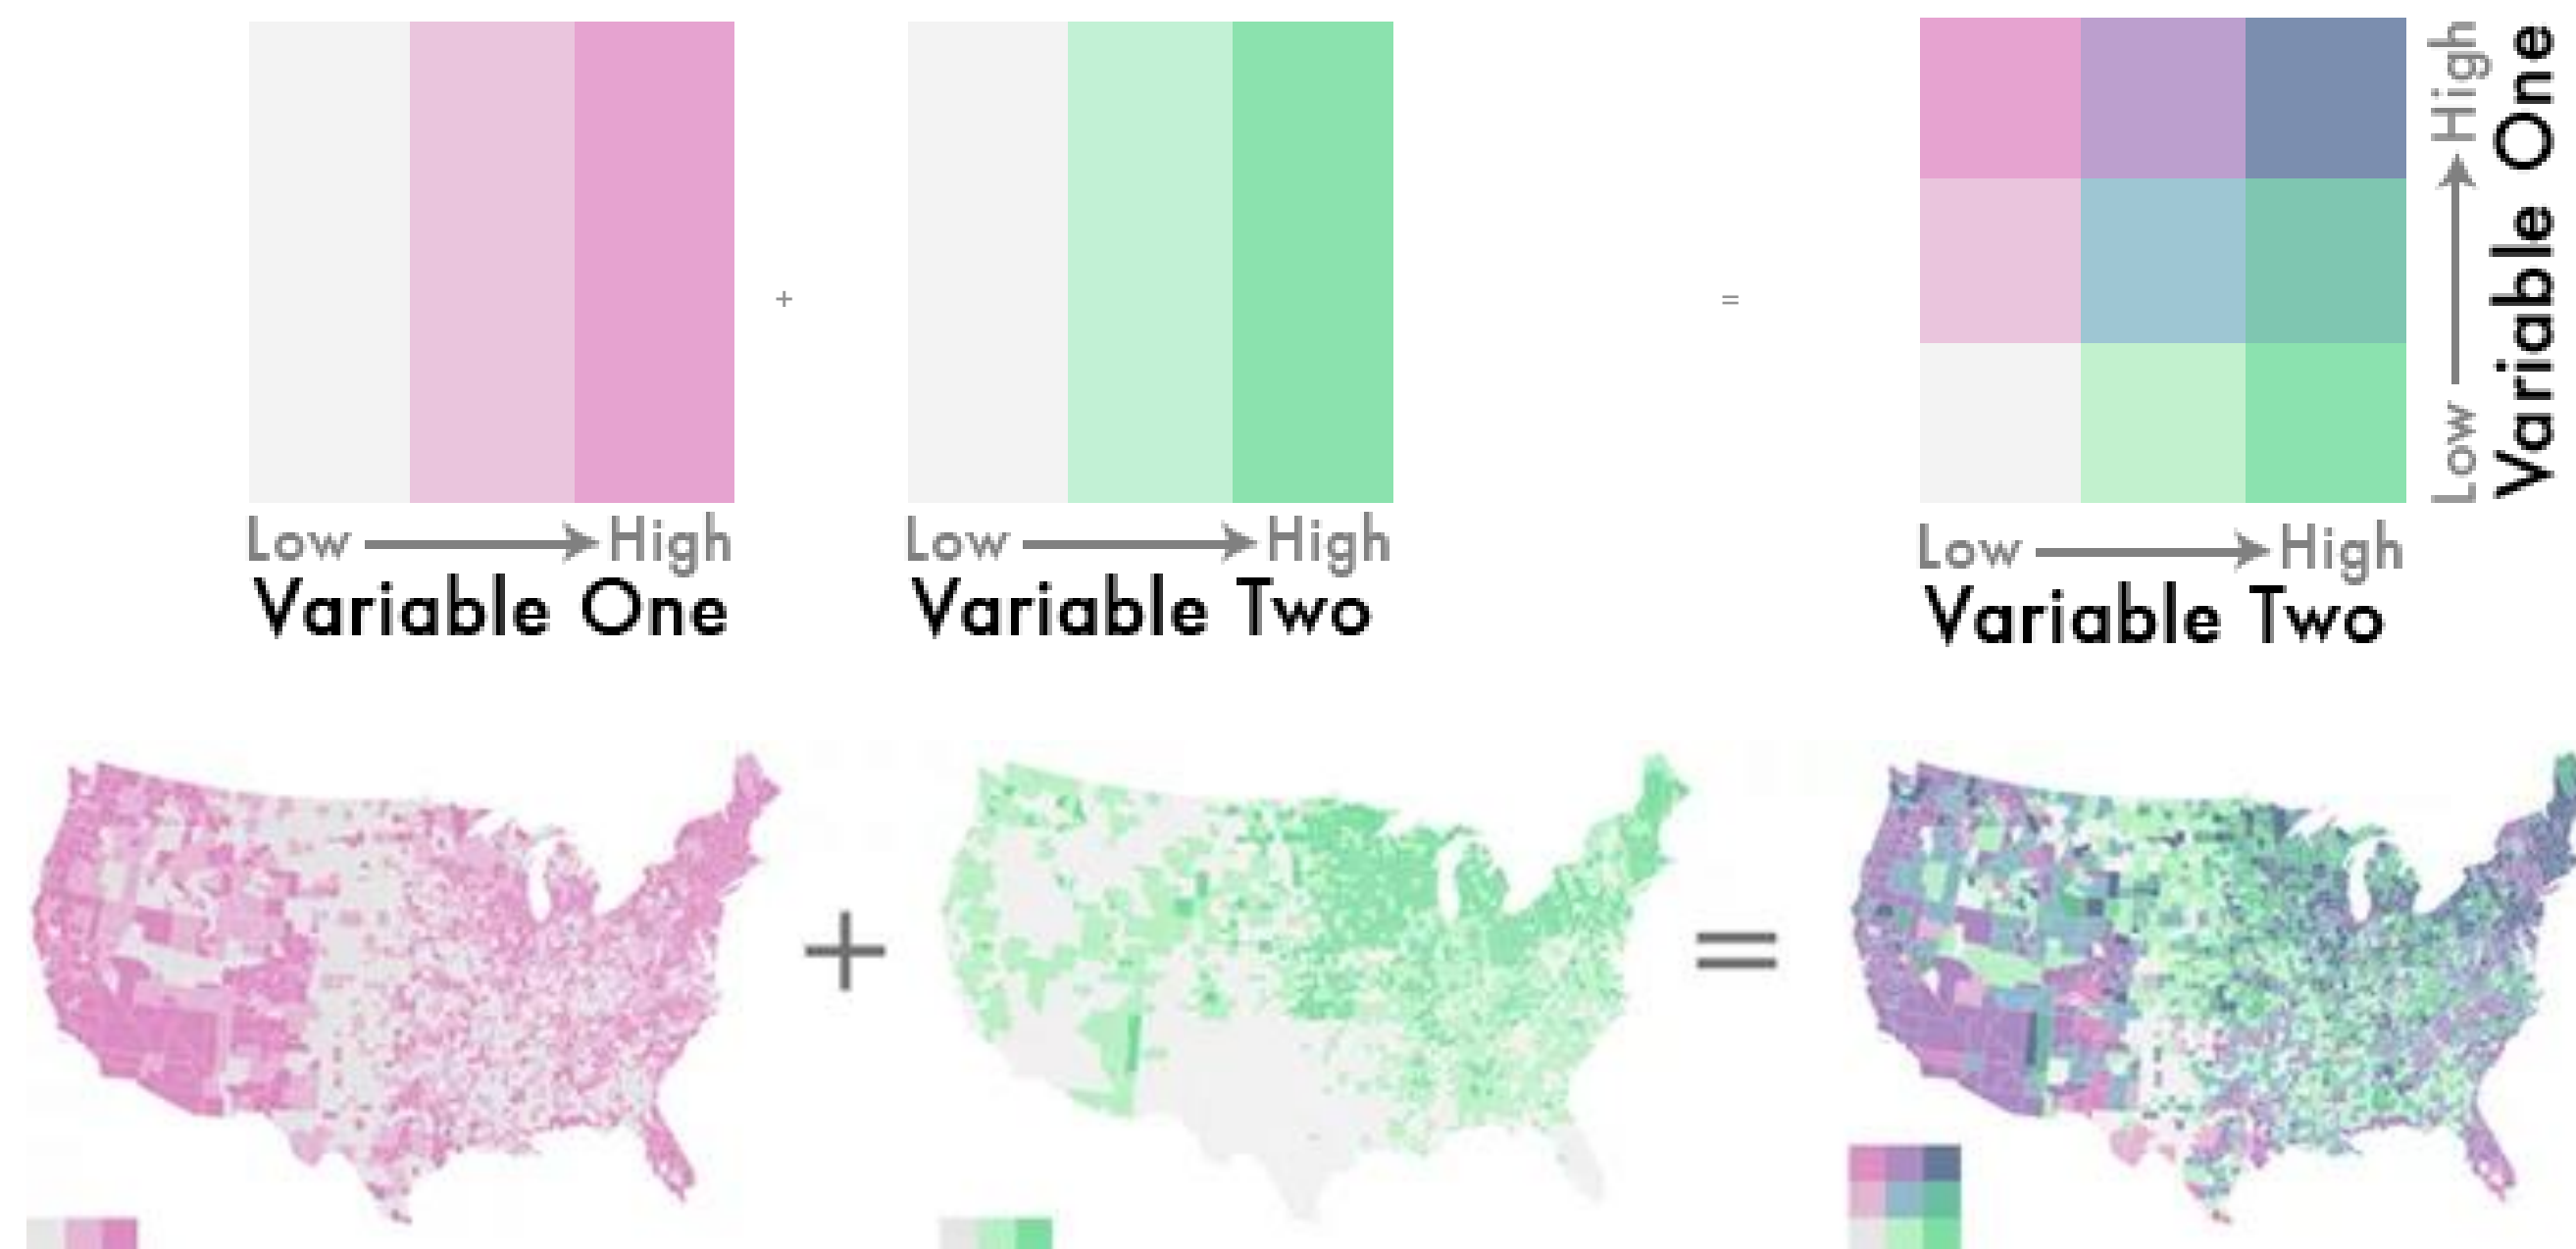 +
=
High
Low
Variable One
Low High
Variable One
Low High
Variable Two
Low High
Variable Two
+
=